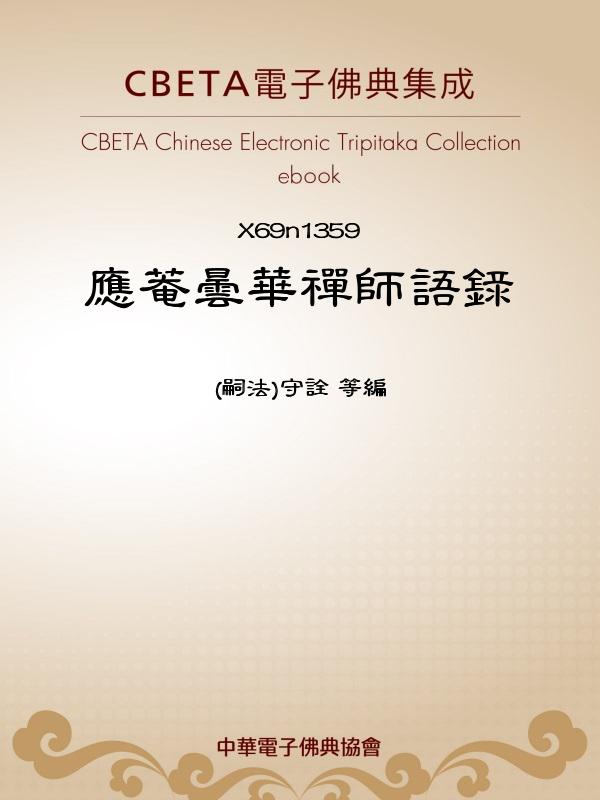 CBETA電子佛典集成
CBETA Chinese Electronic Tripitaka Collection
ebook
X69n1359
應菴曇華禪師語錄
(嗣法)守詮 等編
中華電子佛典協會